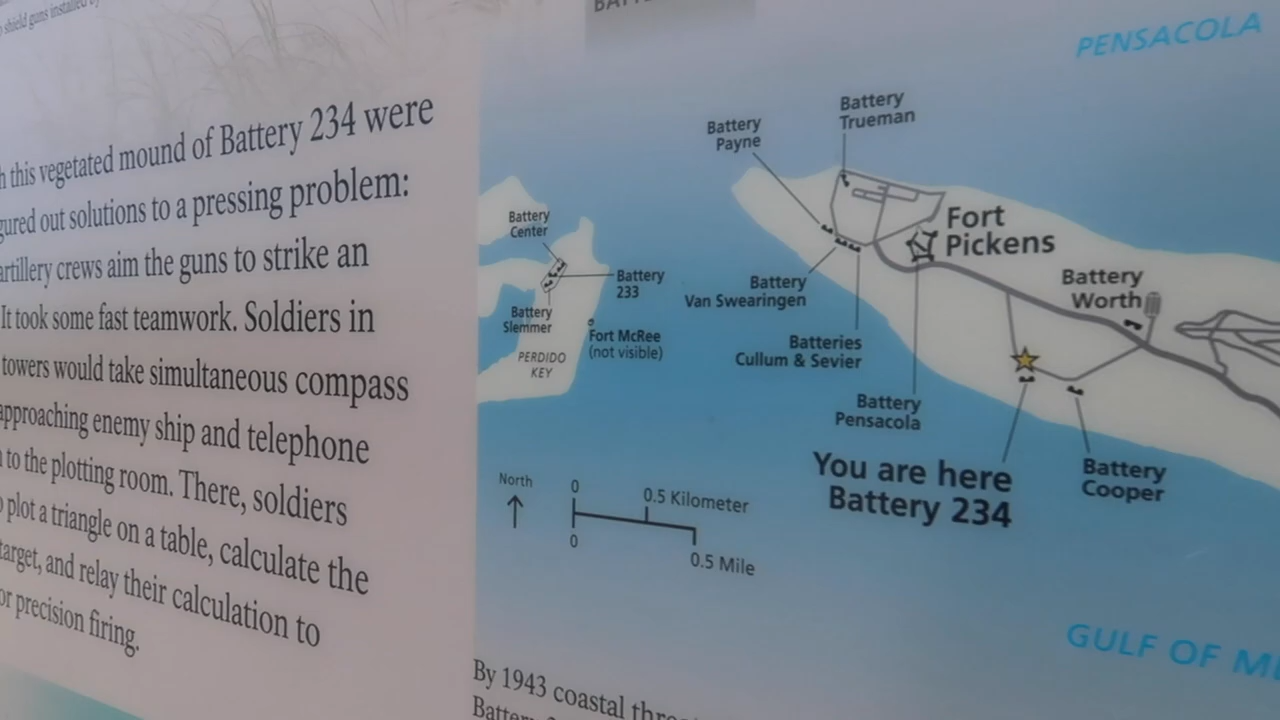 shield guns installed by
this vegetated mound of Battery 234 were
gured out solutions to a pressing problem:
artillery crews aim the guns to strike an
It took some fast teamwork. Soldiers in
towers would take simultaneous compass
approaching enemy ship and telephone
to the plotting room. There, soldiers
plot a triangle on a table, calculate the
target, and relay their calculation to
or precision firing.
PENSACOLA
Battery
Trueman
Battery
Payne
Fort
Pickens
Battery
Center
Battery
233
Battery
Slemmer
Fort McRee
(not visible)
PERDIDO
KEY
Battery
Van Swearingen
Batteries
Cullum & Sevier
Battery
Worth
Battery
Pensacola
You are here
Battery 234
Battery
Cooper
North
0
0.5 Kilometer
0
0.5 Mile
GULF OF M
By 1943 coastal